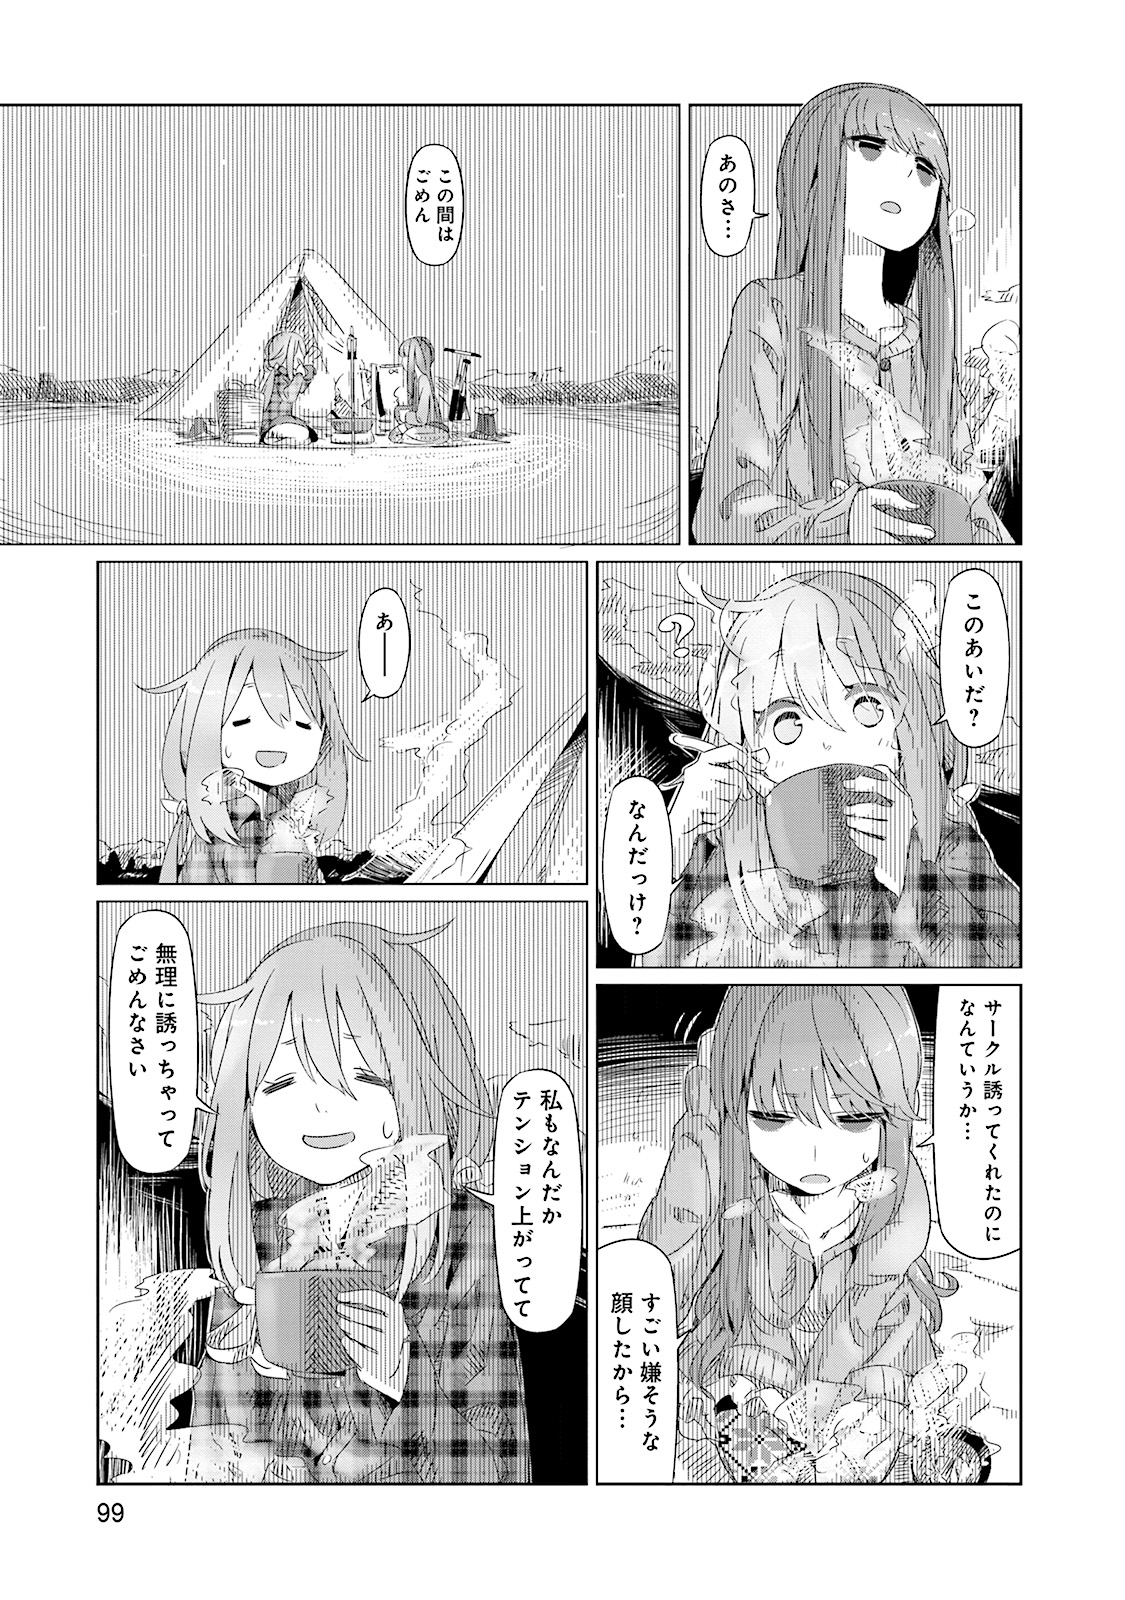 あのさ…
この間は
ごめん
このあいだ?
なんだっけ?
あー
サークル誘ってくれたのに
なんていうか…
すごい嫌そうな
顔したから…
私もなんだか
テンション上がってて
無理に誘っちゃって
ごめんなさい
?
99